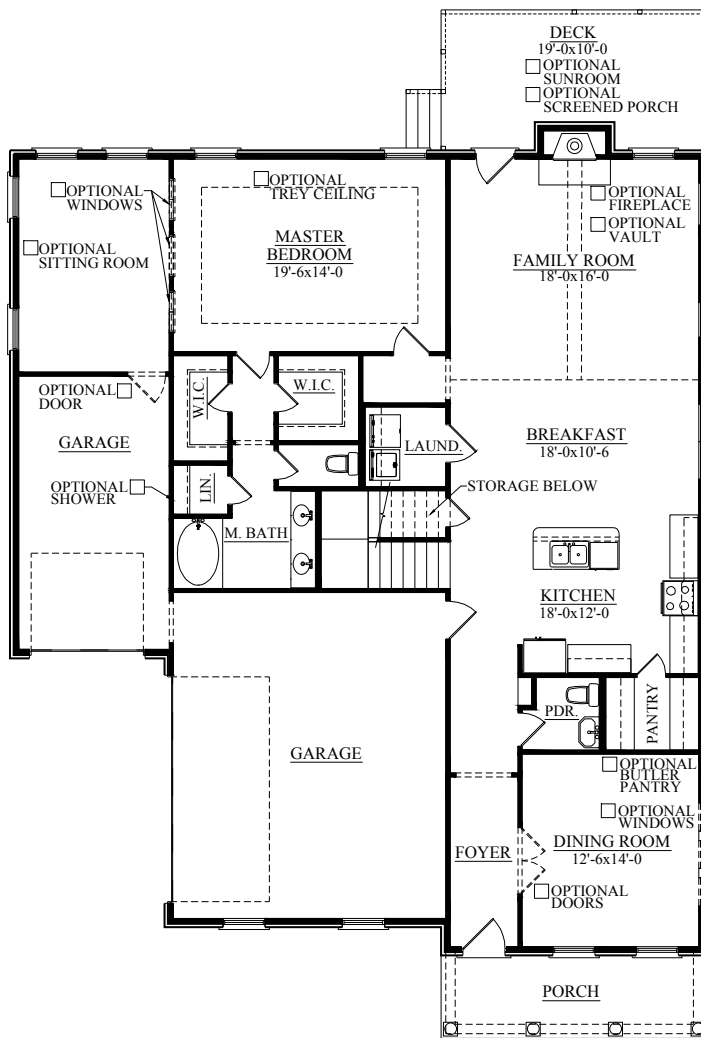 DECK
19'-0x10'-0
OPTIONAL
SUNROOM
OPTIONAL
SCREENED PORCH
OPTIONAL
WINDOWS
OPTIONAL
SITTING ROOM
OPTIONAL
TREY CEILING
MASTER
BEDROOM
19'-6x14'-0
OPTIONAL
FIREPLACE
OPTIONAL
VAULT
FAMILY ROOM
18'-0x16'-0
OPTIONAL
DOOR
GARAGE
W.I.C.
W.I.C.
LAUND.
BREAKFAST
18'-0x10'-6
OPTIONAL
SHOWER
LIN.
STORAGE BELOW
M. BATH
KITCHEN
18'-0x12'-0
GARAGE
PDR.
PANTRY
OPTIONAL
BUTLER
PANTRY
OPTIONAL
WINDOWS
FOYER
DINING ROOM
12'-6x14'-0
OPTIONAL
DOORS
PORCH